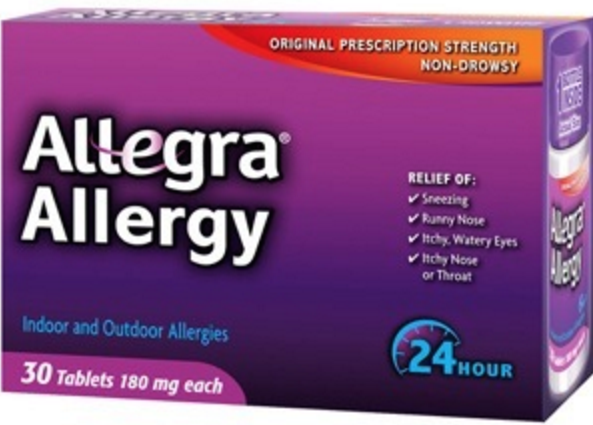 ORIGINAL PRESCRIPTION STRENGTH
NON-DROWSY
Allegra®
Allergy
RELIEF OF:
✔ Sneezing
✔ Runny Nose
✔ Itchy, Watery Eyes
✔ Itchy Nose
or Throat
Indoor and Outdoor Allergies
24 HOUR
30 Tablets 180 mg each
Allegra
Allergy